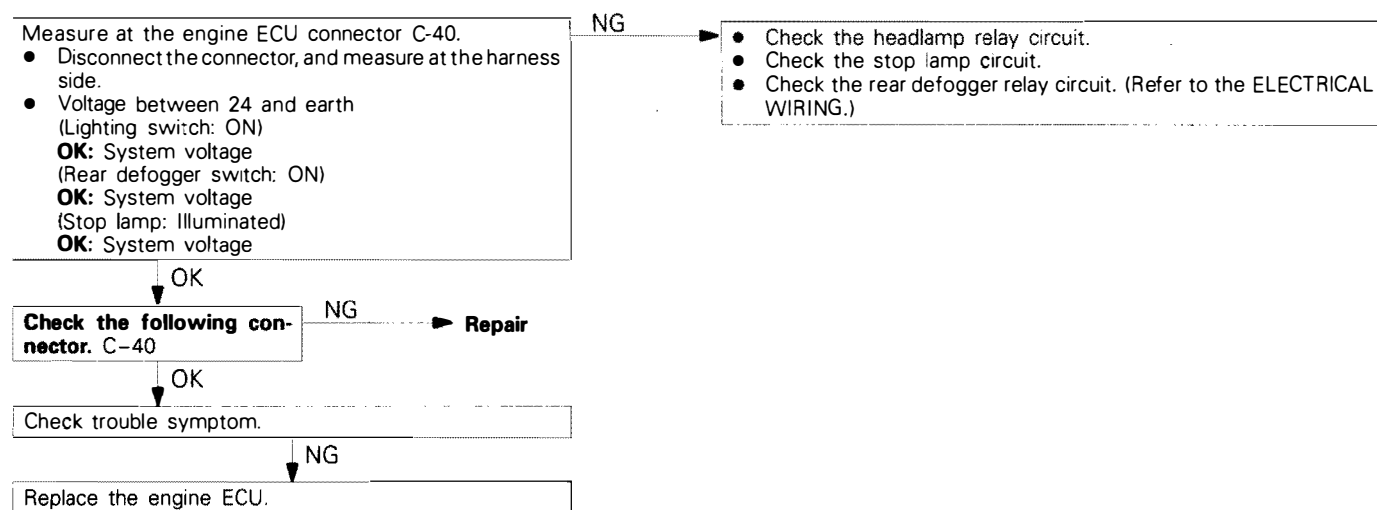 Measure at the engine ECU connector C-40.
● Disconnect the connector, and measure at the harness
side.
● Voltage between 24 and earth
(Lighting switch: ON)
OK: System voltage
(Rear defogger switch: ON)
OK: System voltage
(Stop lamp: Illuminated)
OK: System voltage
NG
● Check the headlamp relay circuit.
● Check the stop lamp circuit.
● Check the rear defogger relay circuit. (Refer to the ELECTRICAL
WIRING.)
OK
Check the following con-
nector. C-40
NG
Repair
OK
Check trouble symptom.
NG
Replace the engine ECU.